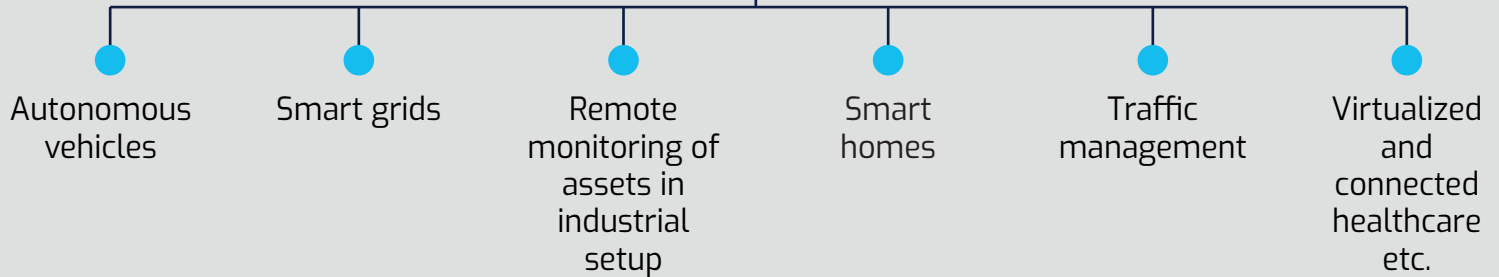 Autonomous
vehicles
Smart grids
Remote
monitoring of
assets in
industrial
setup
Smart
homes
Traffic
management
Virtualized
and
connected
healthcare
etc.